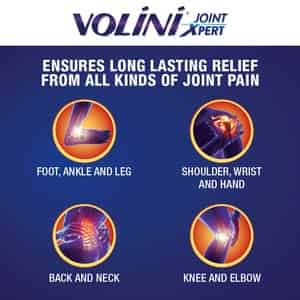 VOLINI JOINT
XPERT
ENSURES LONG LASTING RELIEF
FROM ALL KINDS OF JOINT PAIN
FOOT, ANKLE AND LEG
SHOULDER, WRIST
AND HAND
BACK AND NECK
KNEE AND ELBOW